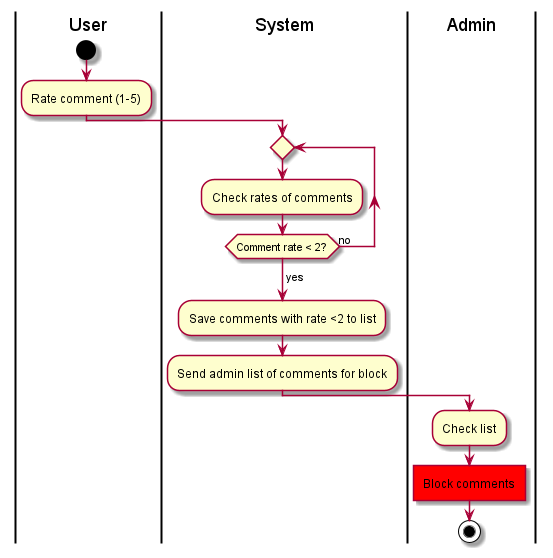 User
System
Admin
Rate comment (1-5)
Check rates of comments
Comment rate < 2?
no
yes
Save comments with rate <2 to list
Send admin list of comments for block
Check list
Block comments